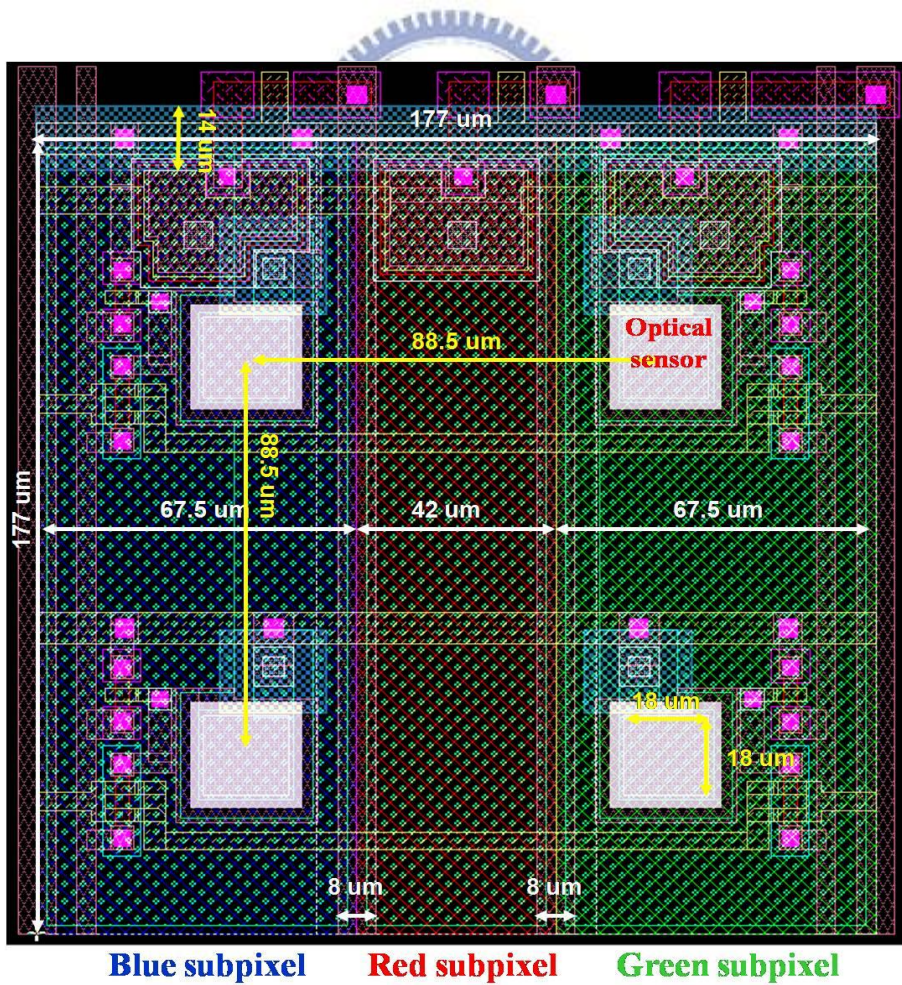 177 um
14 um
Optical
sensor
88.5 um
88.5 um
177 um
67.5 um
42 um
67.5 um
18 um
18 um
8 um
8 um
Blue subpixel
Red subpixel
Green subpixel